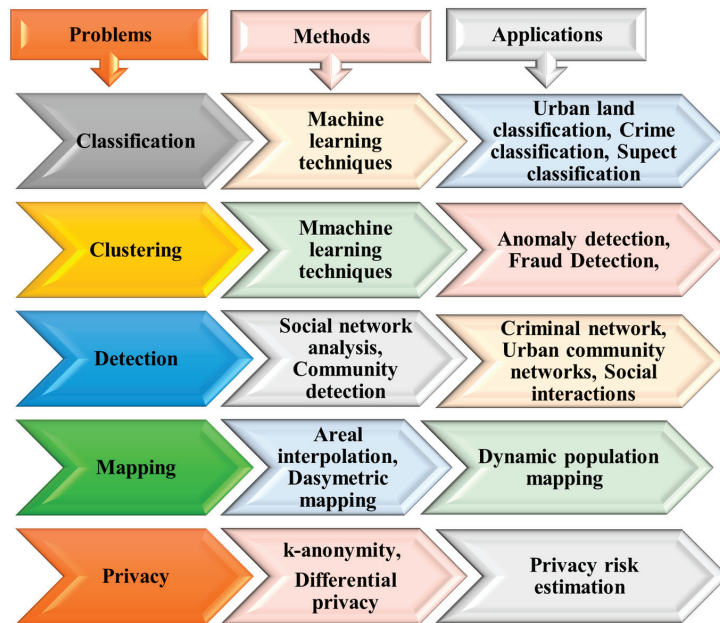 Problems
Methods
Applications
Classification
Machine
learning
techniques
Urban land
classification, Crime
classification, Supect
classification
Clustering
Mmachine
learning
techniques
Anomaly detection,
Fraud Detection,
Detection
Social network
analysis,
Community
detection
Criminal network,
Urban community
networks, Social
interactions
Mapping
Areal
interpolation,
Dasymetric
mapping
Dynamic population
mapping
Privacy
k-anonymity,
Differential
privacy
Privacy risk
estimation